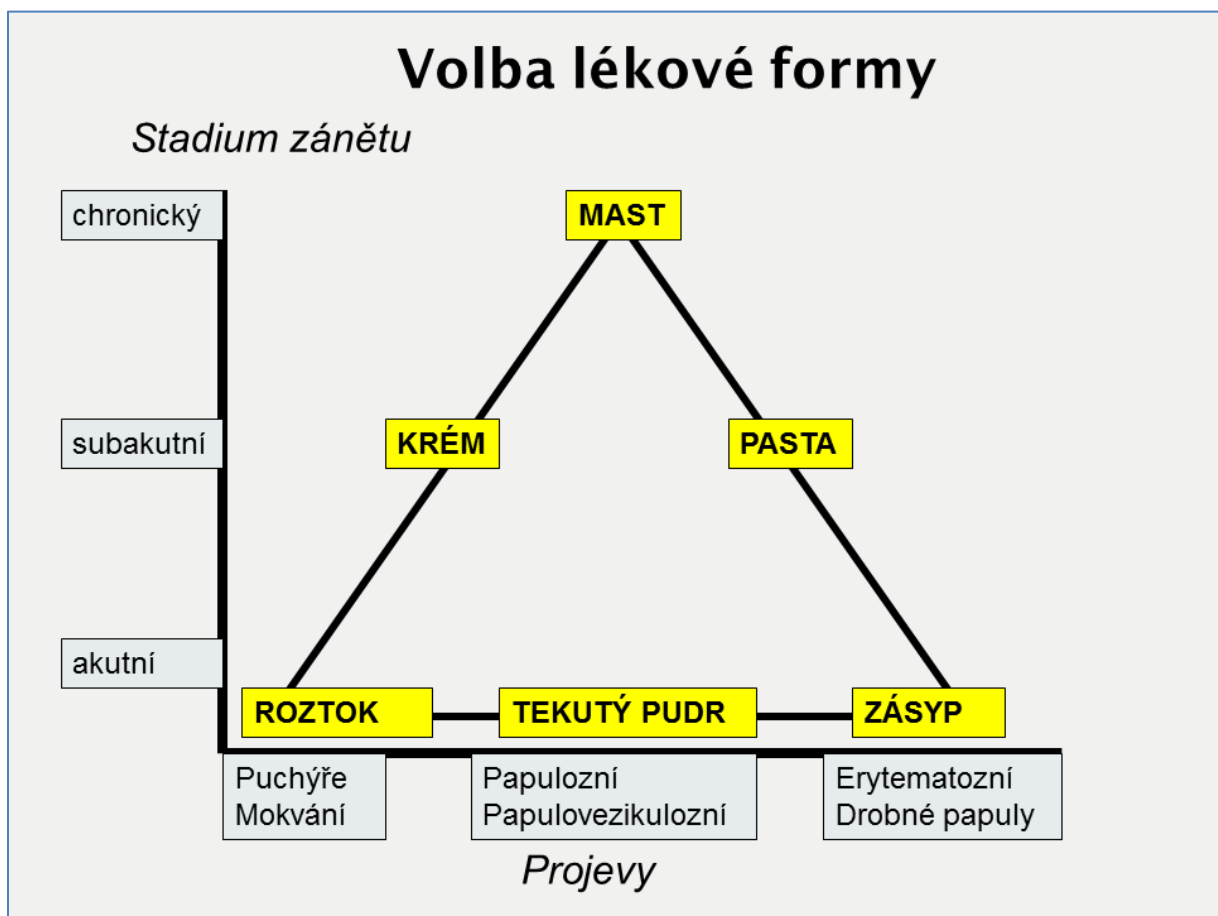 Volba lékové formy
Stadium zánětu
chronický
MAST
subakutní
KRÉM
PASTA
akutní
ROZTOK
TEKUTÝ PUDR
ZÁSYP
Puchýře
Mokvání
Papulozní
Papulovezikulozní
Erytematozní
Drobné papuly
Projevy